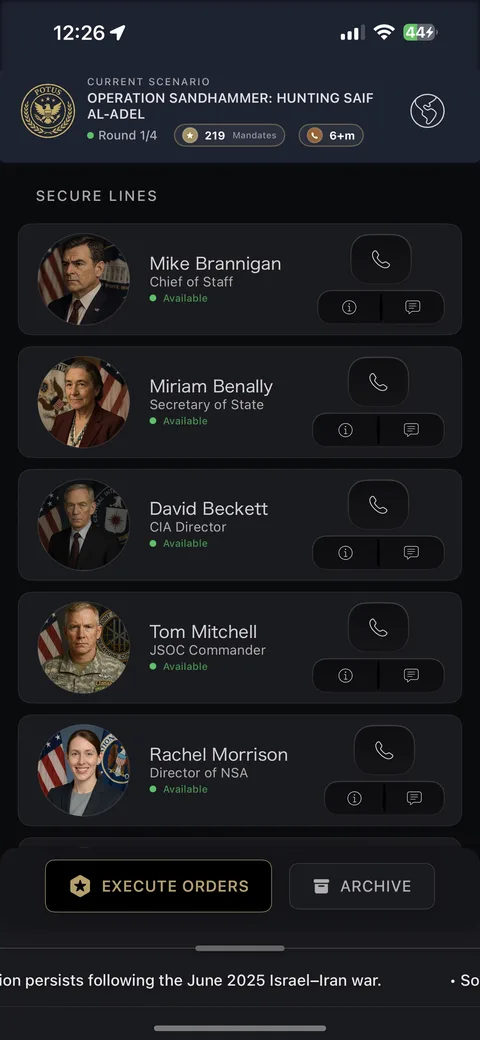 12:26
44
POTUS
CURRENT SCENARIO
OPERATION SANDHAMMER: HUNTING SAIF
AL-ADEL
Round 1/4
219 Mandates
6+m
SECURE LINES
Mike Brannigan
Chief of Staff
Available
Miriam Benally
Secretary of State
Available
David Beckett
CIA Director
Available
Tom Mitchell
JSOC Commander
Available
Rachel Morrison
Director of NSA
Available
EXECUTE ORDERS
ARCHIVE
ion persists following the June 2025 Israel–Iran war. • So